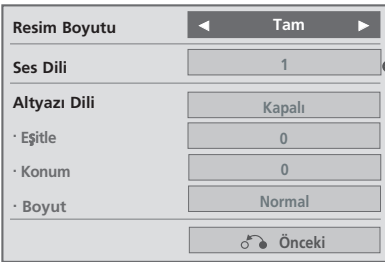 Resim Boyutu ◄ Tam ►
Ses Dili 1
Altyazı Dili Kapalı
· Eşitle 0
· Konum 0
· Boyut Normal
Önceki